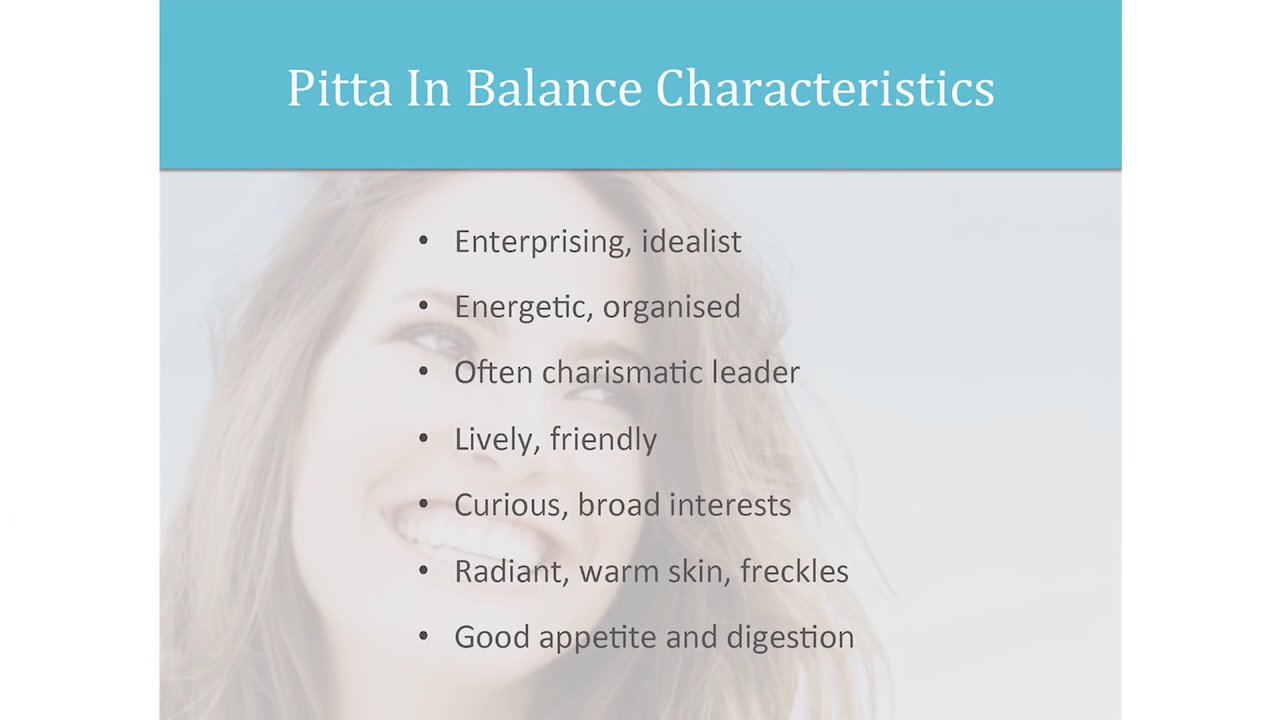 Pitta In Balance Characteristics
• Enterprising, idealist
• Energetic, organised
• Often charismatic leader
• Lively, friendly
• Curious, broad interests
• Radiant, warm skin, freckles
• Good appetite and digestion